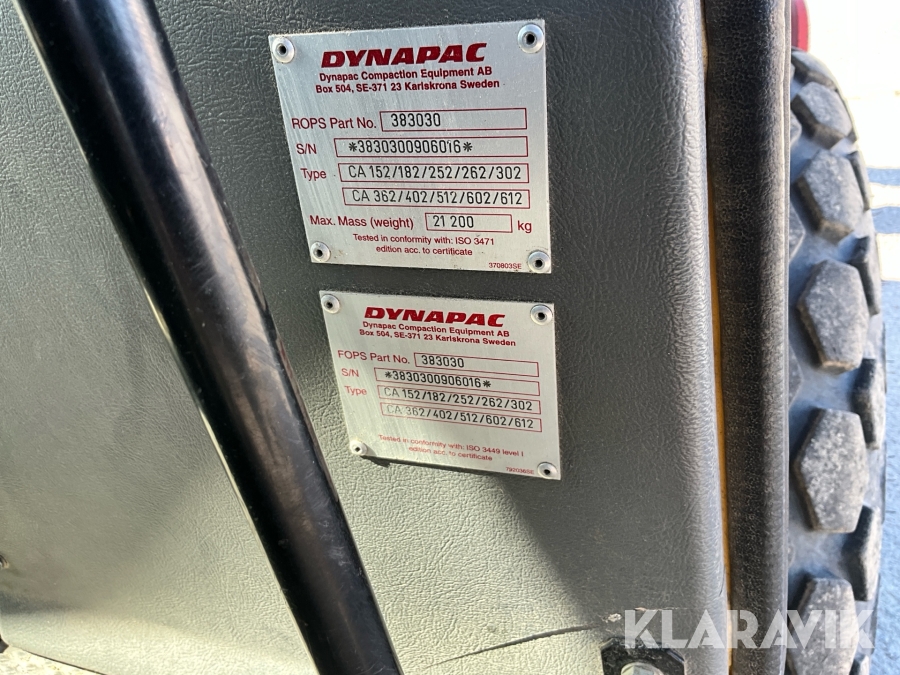 DYNAPAC
Dynapac Compaction Equipment AB
Box 504, SE-371 23 Karlskrona Sweden
ROPS Part No. 383030
S/N *3830300906016*
Type CA 152/182/252/262/302
CA 362/402/512/602/612
Max. Mass (weight) 21 200 kg
Tested in conformity with: ISO 3471
edition acc. to certificate
370803SE
DYNAPAC
Dynapac Compaction Equipment AB
Box 504, SE-371 23 Karlskrona Sweden
FOPS Part No. 383030
S/N *3830300906016*
Type CA 152/182/252/262/302
CA 362/402/512/602/612
Tested in conformity with: ISO 3449 level I
edition acc. to certificate
KLARAVIK